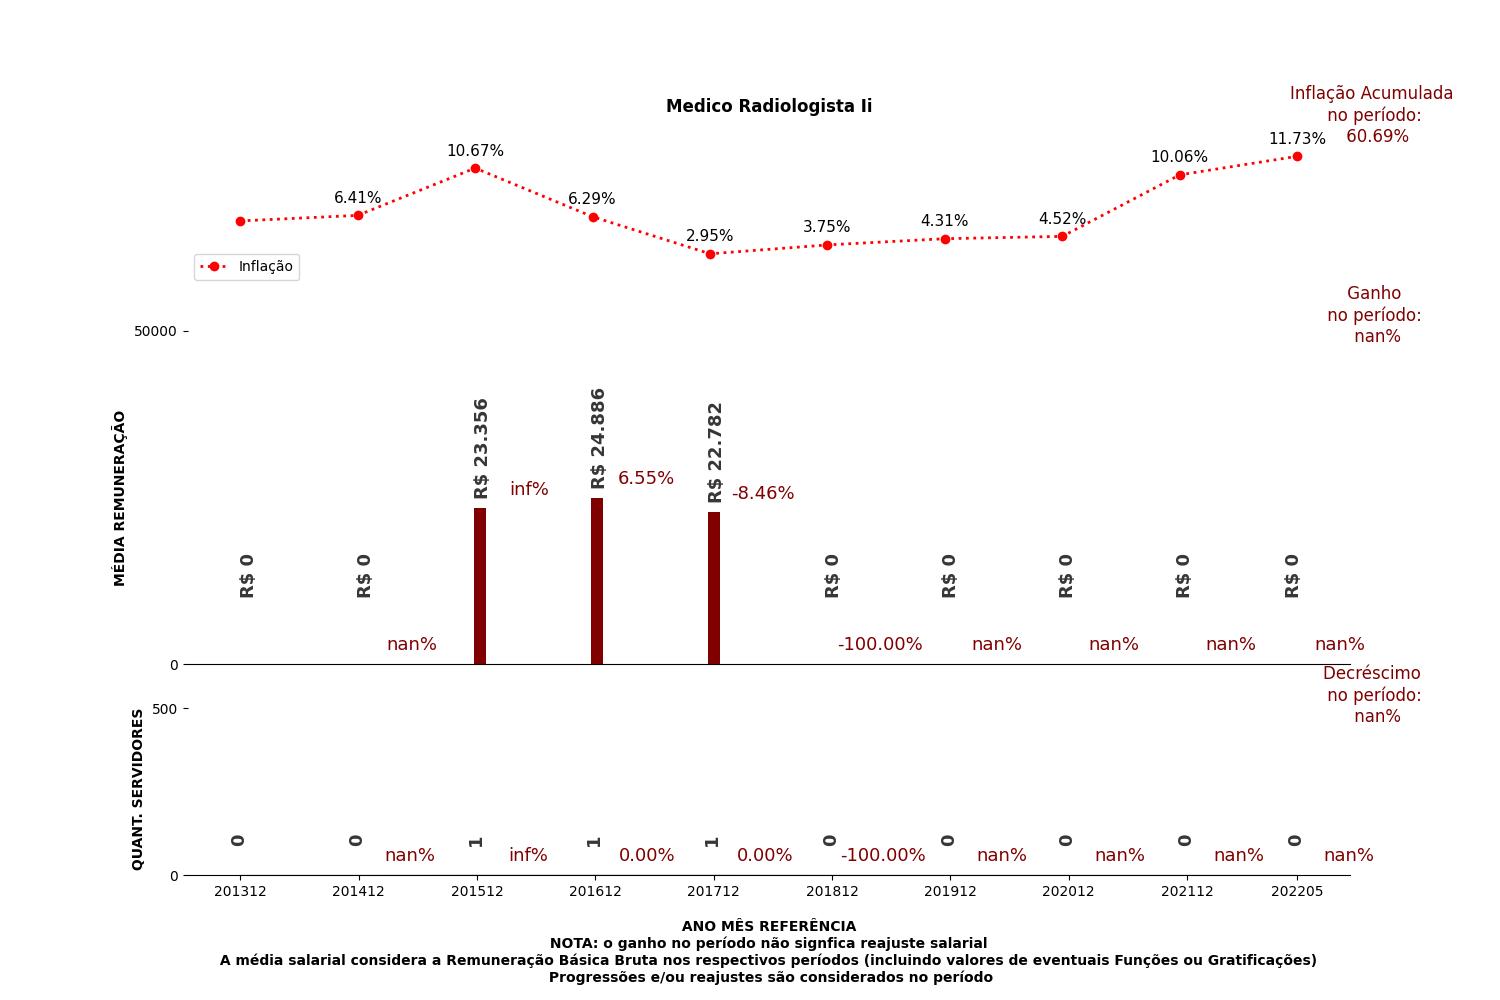 Medico Radiologista Ii
Inflação Acumulada
no período:
60.69%
6.41%
10.67%
6.29%
2.95%
3.75%
4.31%
4.52%
10.06%
11.73%
Inflação
Ganho
no período:
nan%
MÉDIA REMUNERAÇÃO
50000
0
R$ 0
R$ 0
R$ 23.356
R$ 24.886
R$ 22.782
R$ 0
R$ 0
R$ 0
R$ 0
R$ 0
nan%
inf%
6.55%
-8.46%
-100.00%
nan%
nan%
nan%
nan%
Decréscimo
no período:
nan%
QUANT. SERVIDORES
500
0
0
0
1
1
1
0
0
0
0
0
nan%
inf%
0.00%
0.00%
-100.00%
nan%
nan%
nan%
nan%
201312
201412
201512
201612
201712
201812
201912
202012
202112
202205
ANO MÊS REFERÊNCIA
NOTA: o ganho no período não signfica reajuste salarial
A média salarial considera a Remuneração Básica Bruta nos respectivos períodos (incluindo valores de eventuais Funções ou Gratificações)
Progressões e/ou reajustes são considerados no período